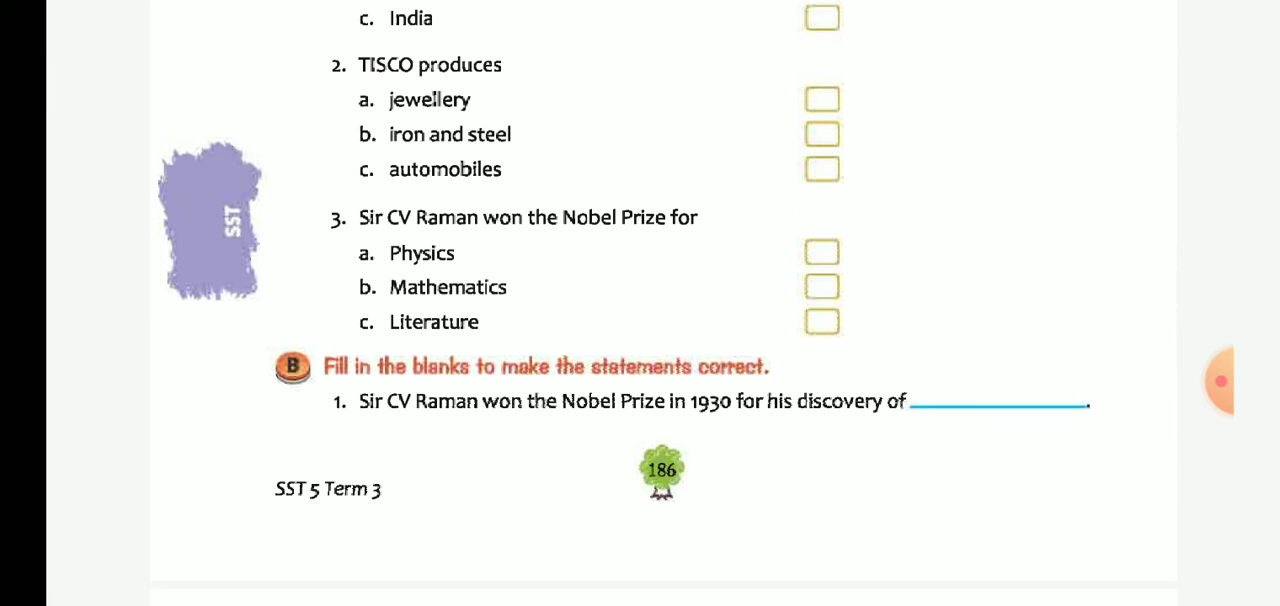 c. India
2. TISCO produces
a. jewellery
b. iron and steel
c. automobiles
SST
3. Sir CV Raman won the Nobel Prize for
a. Physics
b. Mathematics
c. Literature
B Fill in the blanks to make the statements correct.
1. Sir CV Raman won the Nobel Prize in 1930 for his discovery of ____________.
186
SST 5 Term 3